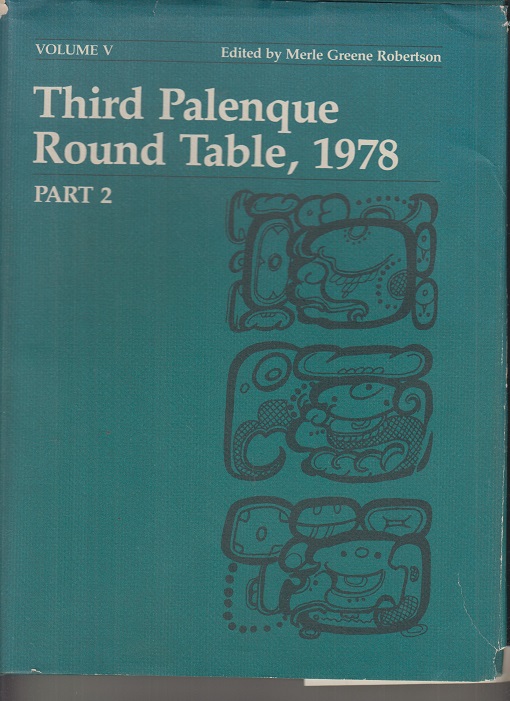 VOLUME V
Edited by Merle Greene Robertson
Third Palenque
Round Table, 1978
PART 2